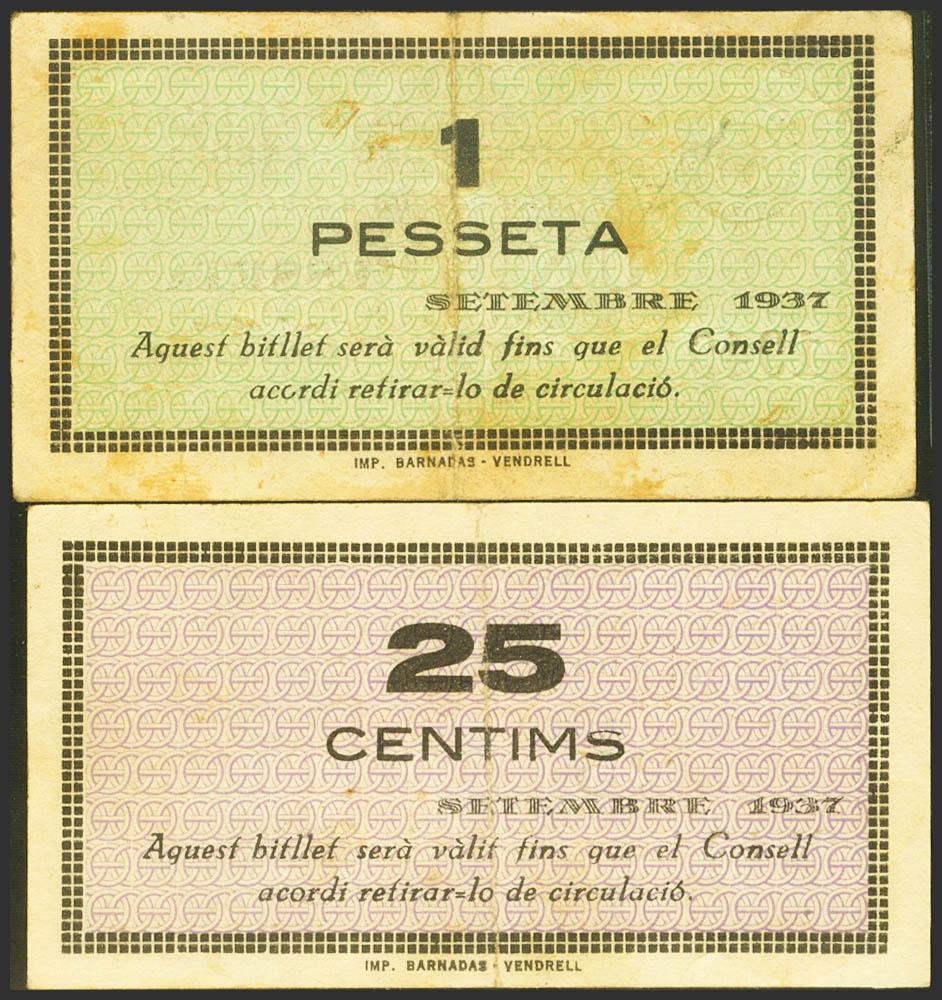 1
PESSETA
SETEMBRE 1937
Aquest bitllet serà vàlid fins que el Consell
acordi retirar=lo de circulació.
IMP. BARNADAS - VENDRELL
25
CENTIMS
SETEMBRE 1937
Aquest bitllet serà vàlit fins que el Consell
acordi retirar=lo de circulació.
IMP. BARNADAS - VENDRELL